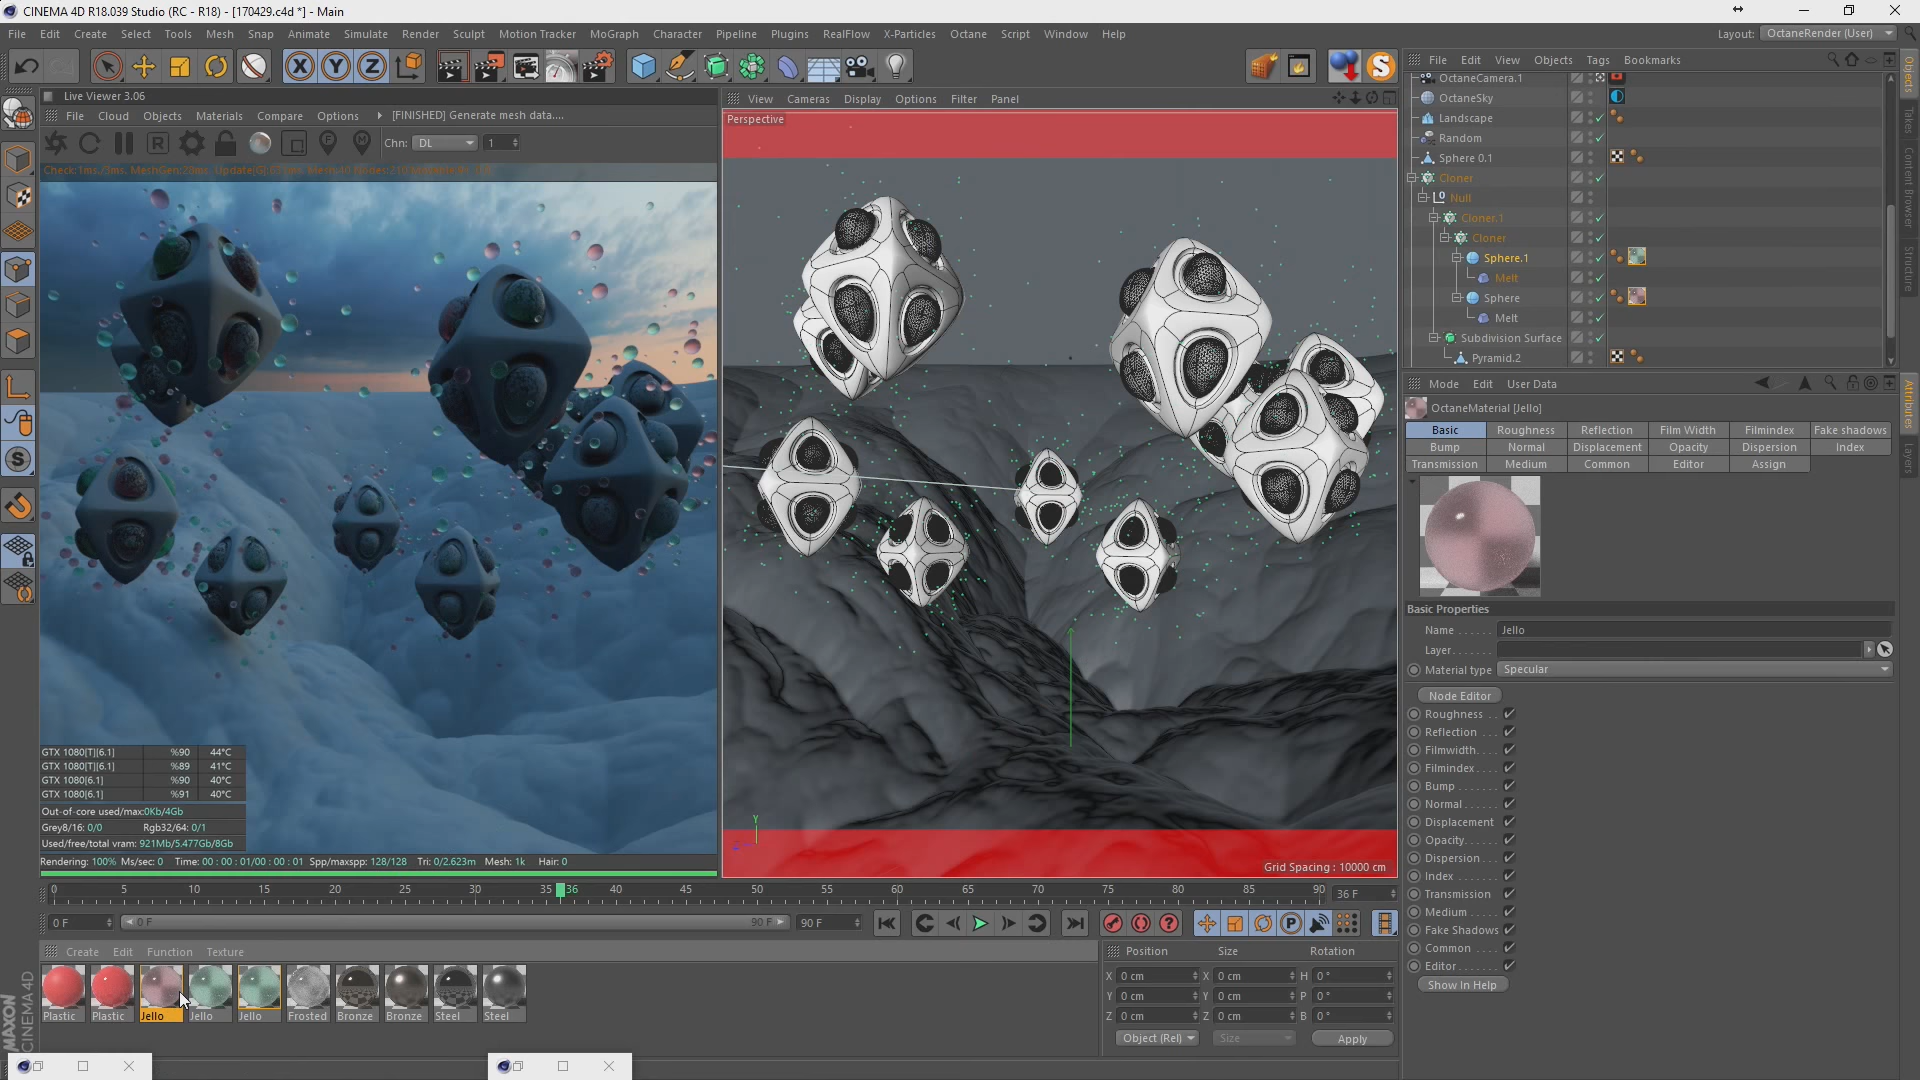 CINEMA 4D R18.039 Studio (RC - R18) - [170429.c4d *] - Main
File Edit Create Select Tools Mesh Snap Animate Simulate Render Sculpt Motion Tracker MoGraph Character Pipeline Plugins RealFlow X-Particles Octane Script Window Help
Layout: OctaneRender (User)
Live Viewer 3.06
File Cloud Objects Materials Compare Options [FINISHED] Generate mesh data....
Chn: DL 1
View Cameras Display Options Filter Panel
Perspective
Grid Spacing : 10000 cm
GTX 1080[T][6.1] %90 44°C
GTX 1080[T][6.1] %89 41°C
GTX 1080[6.1] %90 40°C
GTX 1080[6.1] %91 40°C
Out-of-core used/max:0Kb/4Gb
Grey8/16: 0/0 Rgb32/64: 0/1
Used/free/total vram: 921Mb/5.477Gb/8Gb
Rendering: 100% Ms/sec: 0 Time: 00 : 00 : 01/00 : 00 : 01 Spp/maxspp: 128/128 Tri: 0/2.623m Mesh: 1k Hair: 0
0 5 10 15 20 25 30 35 36 40 45 50 55 60 65 70 75 80 85 90 36 F
0 F 0 F 90 F 90 F
Create Edit Function Texture
Plastic Plastic Jello Jello Jello Frosted Bronze Bronze Steel Steel
MAXON CINEMA 4D
Position Size Rotation
X 0 cm X 0 cm H 0°
Y 0 cm Y 0 cm P 0°
Z 0 cm Z 0 cm B 0°
Object (Rel) Size Apply
File Edit View Objects Tags Bookmarks
OctaneCamera.1
OctaneSky
Landscape
Random
Sphere 0.1
Cloner
Null
Cloner.1
Cloner
Sphere.1
Melt
Sphere
Melt
Subdivision Surface
Pyramid.2
Mode Edit User Data
OctaneMaterial [Jello]
Basic Roughness Reflection Film Width Filmindex Fake shadows
Bump Normal Displacement Opacity Dispersion Index
Transmission Medium Common Editor Assign
Basic Properties
Name Jello
Layer
Material type Specular
Node Editor
Roughness
Reflection
Filmwidth
Filmindex
Bump
Normal
Displacement
Opacity
Dispersion
Index
Transmission
Medium
Fake Shadows
Common
Editor
Show In Help
Objects
Takes
Content Browser
Structure
Attributes
Layers